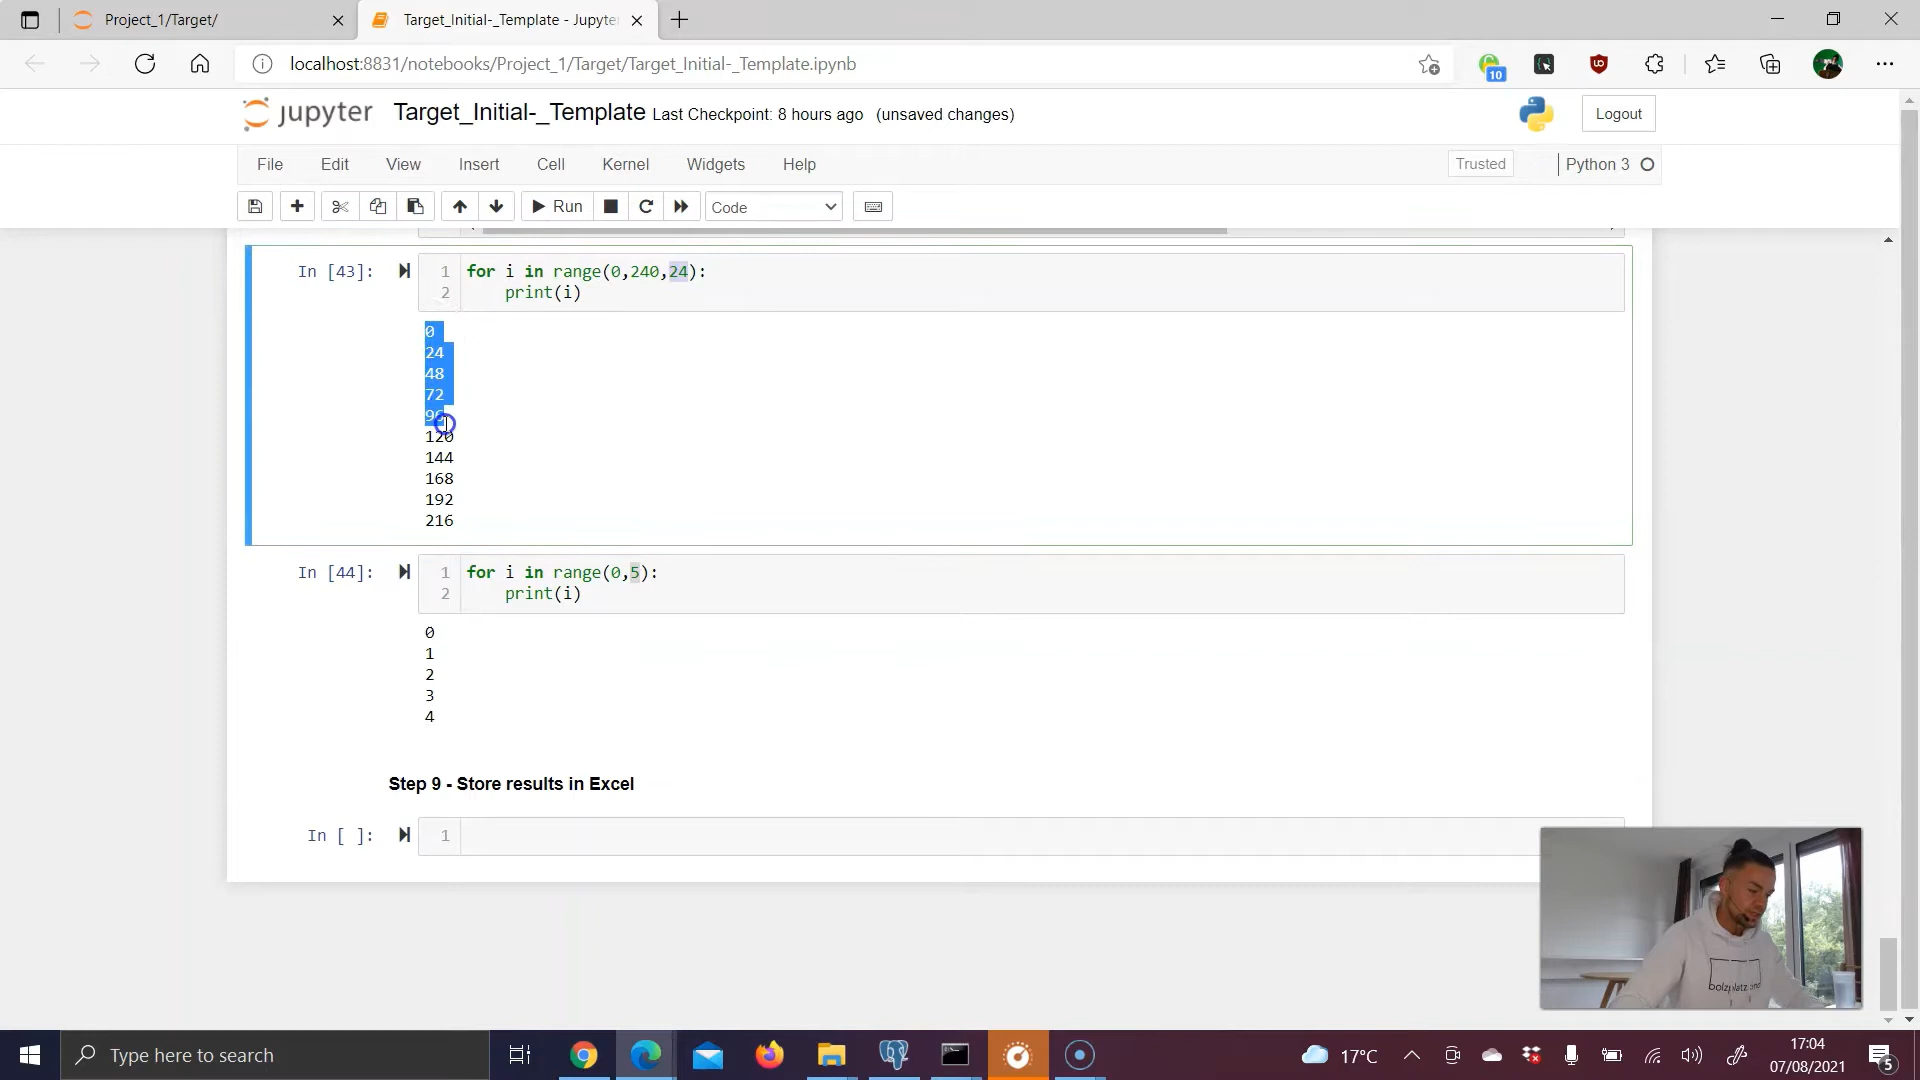 Project_1/Target/
Target_Initial-_Template - Jupyte
localhost:8831/notebooks/Project_1/Target/Target_Initial-_Template.ipynb
10
jupyter Target_Initial-_Template Last Checkpoint: 8 hours ago (unsaved changes)
Logout
File Edit View Insert Cell Kernel Widgets Help
Trusted
Python 3
Run
Code
In [43]:
1 for i in range(0,240,24):
2 print(i)
0
24
48
72
96
120
144
168
192
216
In [44]:
1 for i in range(0,5):
2 print(i)
0
1
2
3
4
Step 9 - Store results in Excel
In [ ]:
1
Type here to search
17°C
17:04
07/08/2021
5